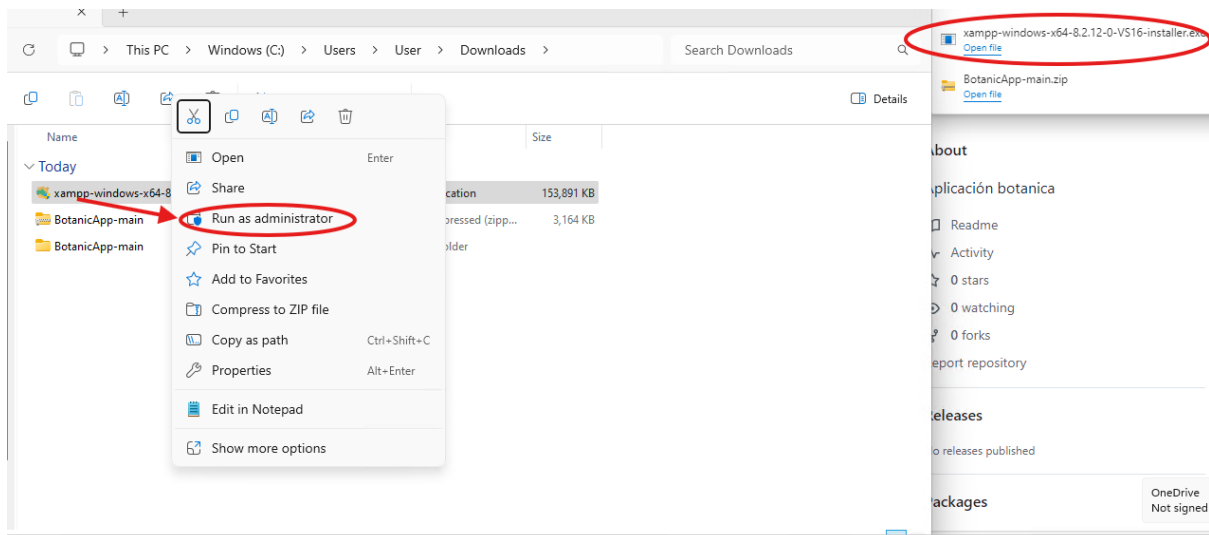 This PC > Windows (C:) > Users > User > Downloads >
Search Downloads
Details
Name
Size
Today
xampp-windows-x64-8
153,891 KB
BotanicApp-main
3,164 KB
BotanicApp-main
Open Enter
Share
Run as administrator
Pin to Start
Add to Favorites
Compress to ZIP file
Copy as path Ctrl+Shift+C
Properties Alt+Enter
Edit in Notepad
Show more options
xampp-windows-x64-8.2.12-0-VS16-installer.exe
Open file
BotanicApp-main.zip
Open file
bout
plicación botanica
Readme
Activity
0 stars
0 watching
0 forks
eport repository
eleases
o releases published
ackages
OneDrive
Not signed